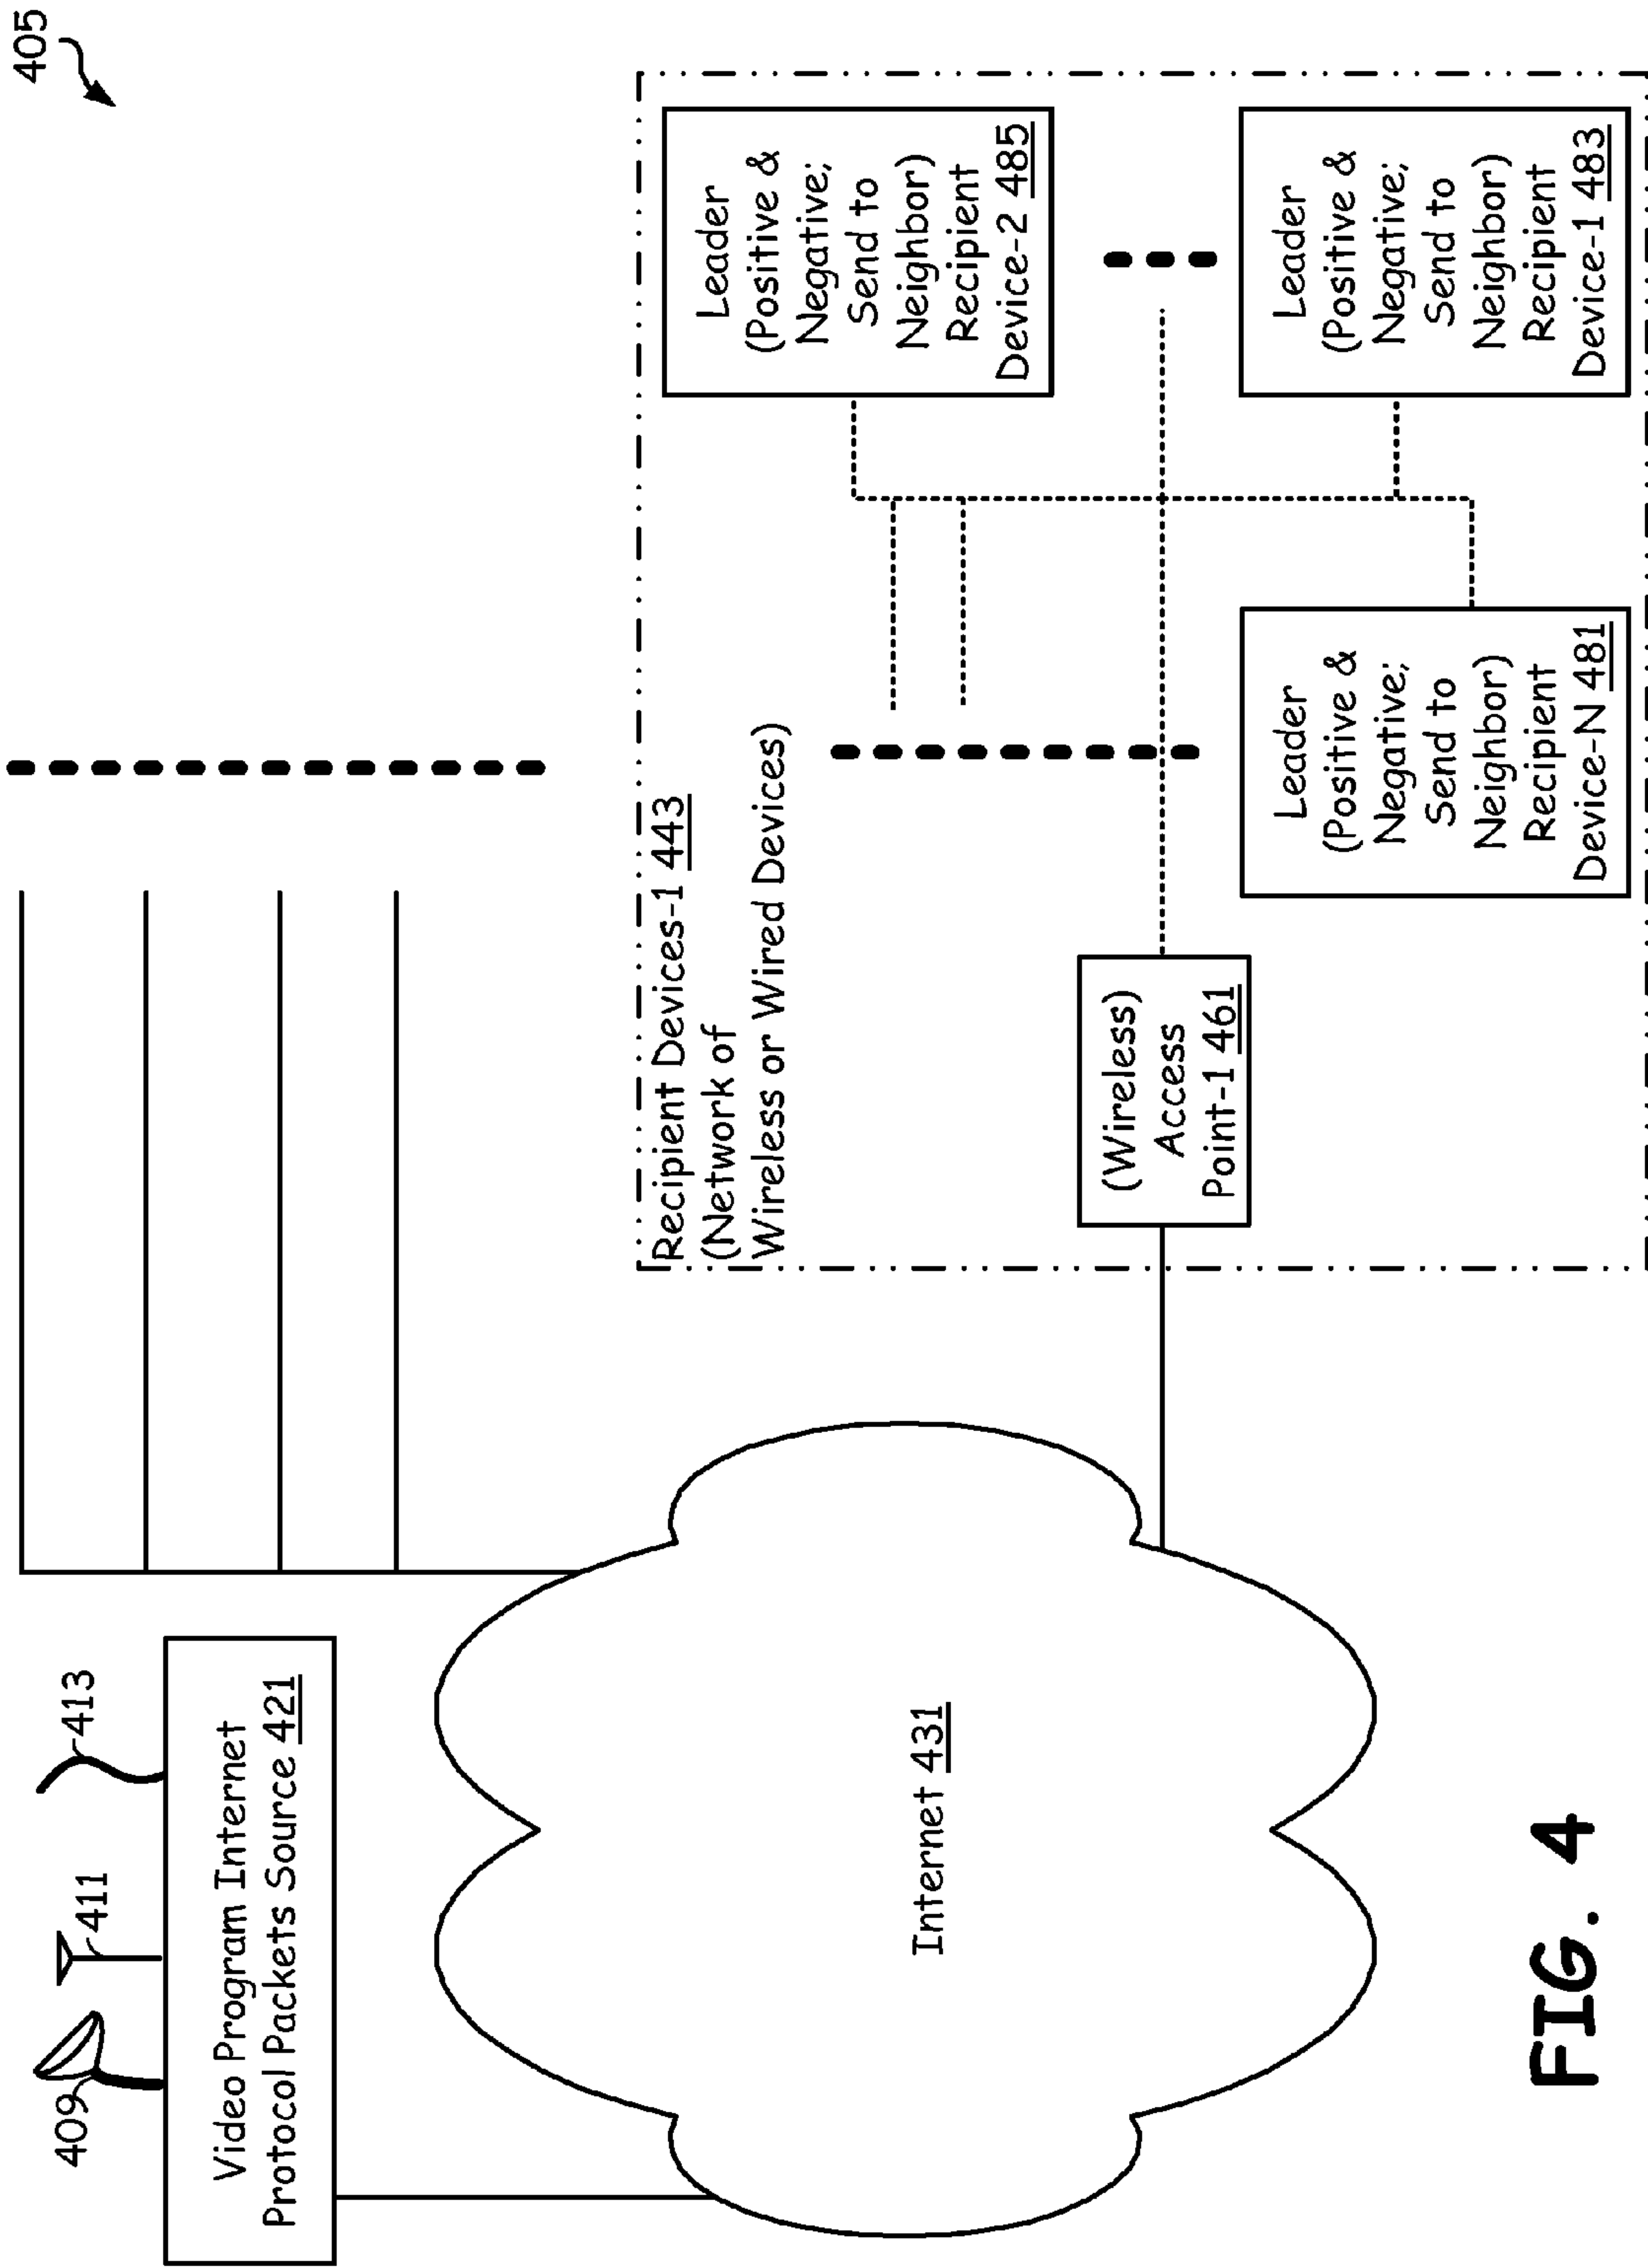 405
409
411
413
Video Program Internet
Protocol Packets Source 421
Internet 431
Recipient Devices-1 443
(Network of
Wireless or Wired Devices)
(Wireless)
Access
Point-1 461
Leader
(Positive &
Negative;
Send to
Neighbor)
Recipient
Device-2 485
Leader
(Positive &
Negative;
Send to
Neighbor)
Recipient
Device-N 481
Leader
(Positive &
Negative;
Send to
Neighbor)
Recipient
Device-1 483
FIG. 4